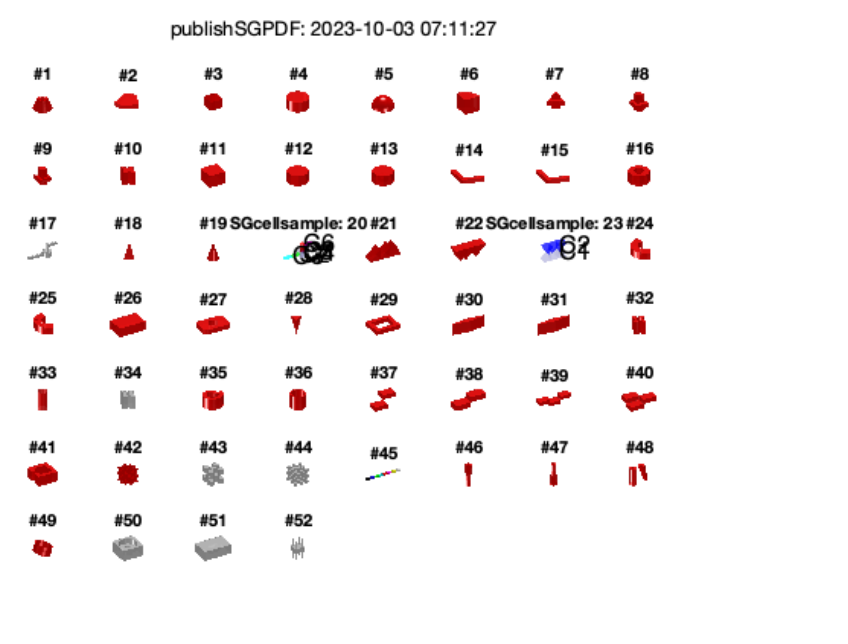 publishSGPDF: 2023-10-03 07:11:27
#1 #2 #3 #4 #5 #6 #7 #8
#9 #10 #11 #12 #13 #14 #15 #16
#17 #18 #19 SGcellsample: 20 #21 #22 SGcellsample: 23 #24
C6 C2
C1
#25 #26 #27 #28 #29 #30 #31 #32
#33 #34 #35 #36 #37 #38 #39 #40
#41 #42 #43 #44 #45 #46 #47 #48
#49 #50 #51 #52